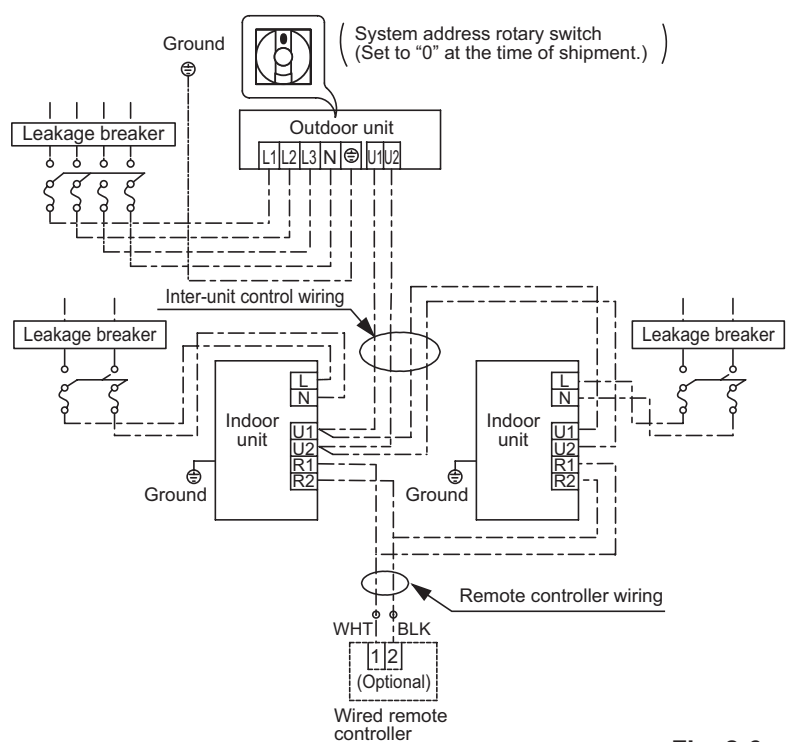 System address rotary switch
(Set to “0” at the time of shipment.)
Ground
0
Leakage breaker
Outdoor unit
L1 L2 L3 N U1 U2
Inter-unit control wiring
Leakage breaker
Leakage breaker
L
N
Indoor
unit
U1
U2
R1
R2
Ground
L
N
Indoor
unit
U1
U2
R1
R2
Ground
Remote controller wiring
WHT BLK
1 2
(Optional)
Wired remote
controller